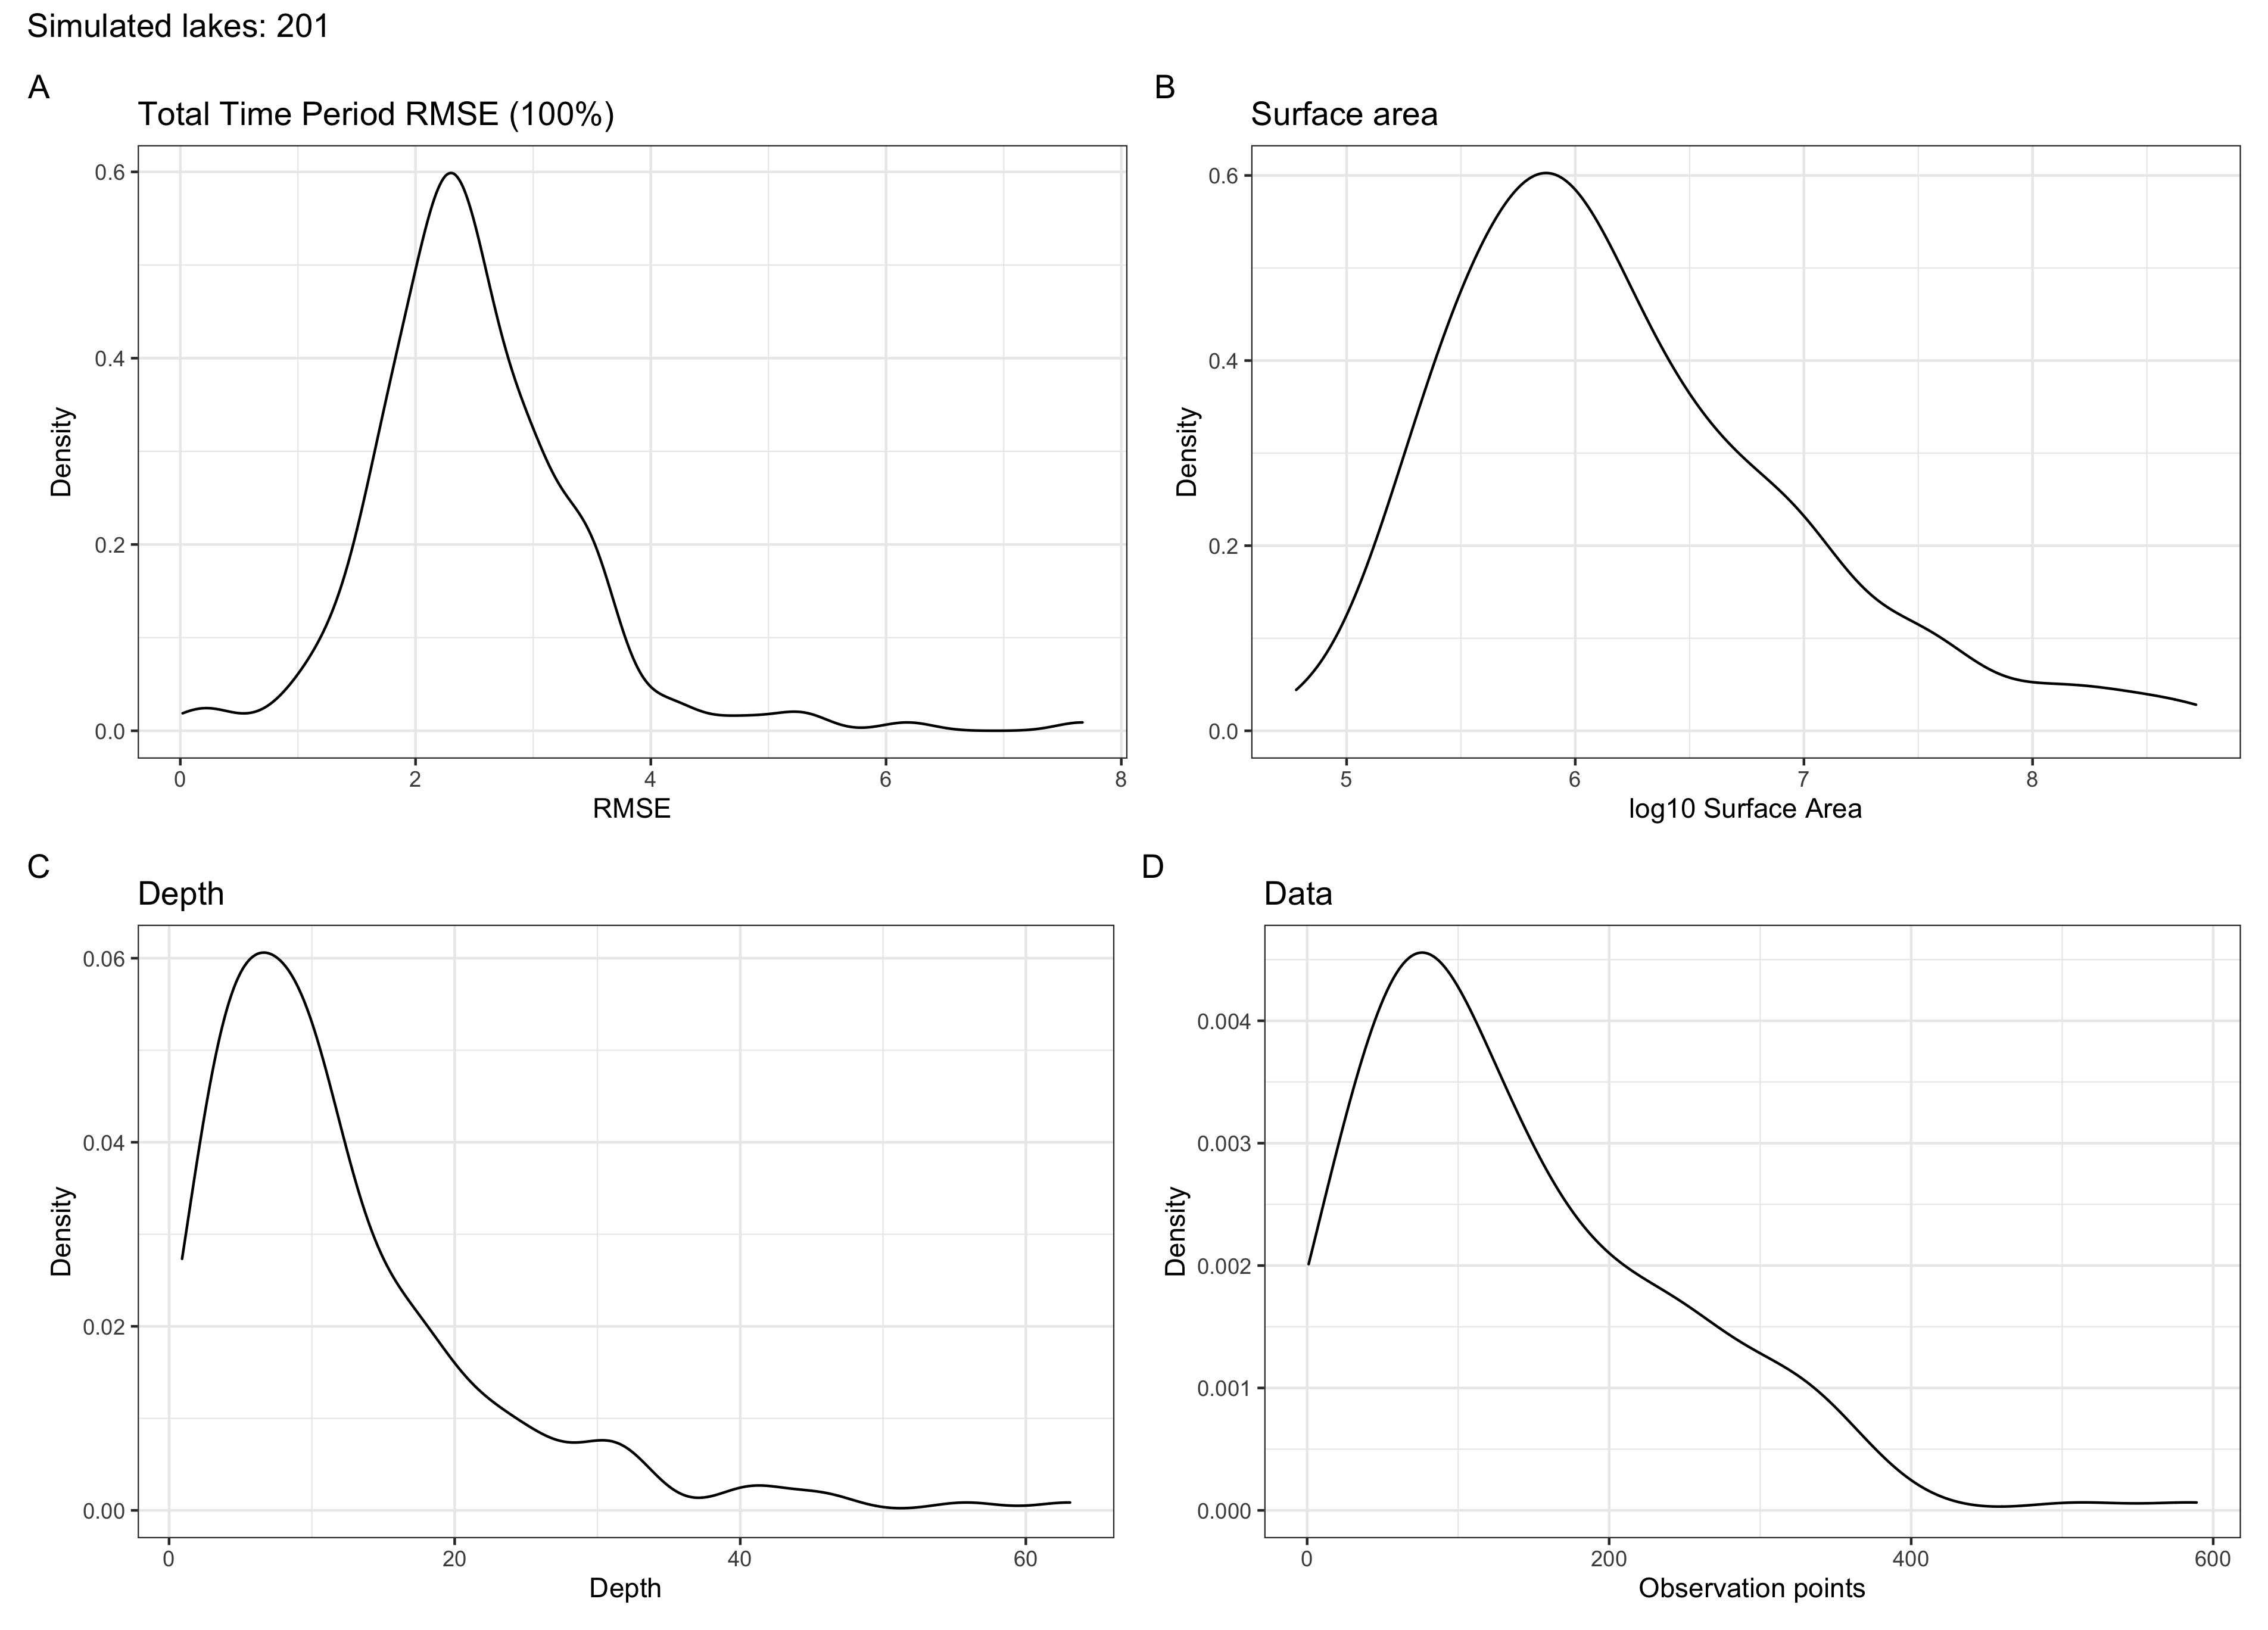 Simulated lakes: 201
A
Total Time Period RMSE (100%)
Density
0.6
0.4
0.2
0.0
0 2 4 6 8
RMSE
B
Surface area
Density
0.6
0.4
0.2
0.0
5 6 7 8
log10 Surface Area
C
Depth
Density
0.06
0.04
0.02
0.00
0 20 40 60
Depth
D
Data
Density
0.004
0.003
0.002
0.001
0.000
0 200 400 600
Observation points